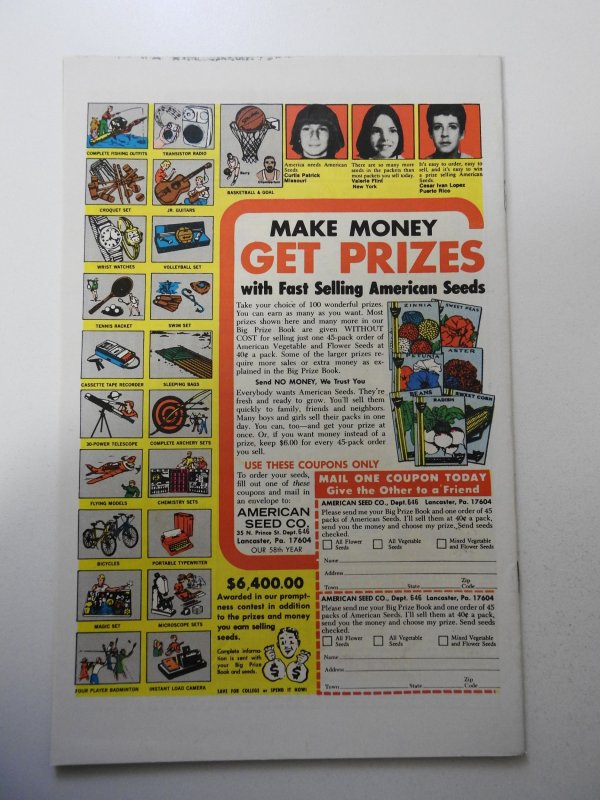 COMPLETE FISHING OUTFITS
TRANSISTOR RADIO
CROQUET SET
JR. GUITARS
WRIST WATCHES
VOLLEYBALL SET
TENNIS RACKET
SWIM SET
CASSETTE TAPE RECORDER
SLEEPING BAGS
30-POWER TELESCOPE
COMPLETE ARCHERY SETS
FLYING MODELS
CHEMISTRY SETS
BICYCLES
PORTABLE TYPEWRITER
MAGIC SET
MICROSCOPE SETS
FOUR PLAYER BADMINTON
INSTANT LOAD CAMERA
Barry
BASKETBALL & GOAL
America needs American
Seeds
Curtis Patrick
Missouri
There are so many more
seeds in the packets than
most packets you sell today.
Valerie Flint
New York
It's easy to order, easy to
sell, and it's easy to win
a prize selling American
Seeds.
Cesar Ivan Lopez
Puerto Rico
MAKE MONEY
GET PRIZES
with Fast Selling American Seeds
Take your choice of 100 wonderful prizes.
You can earn as many as you want. Most
prizes shown here and many more in our
Big Prize Book are given WITHOUT
COST for selling just one 45-pack order of
American Vegetable and Flower Seeds at
40¢ a pack. Some of the larger prizes re-
quire more sales or extra money as ex-
plained in the Big Prize Book.
Send NO MONEY, We Trust You
Everybody wants American Seeds. They're
fresh and ready to grow. You'll sell them
quickly to family, friends and neighbors.
Many boys and girls sell their packs in one
day. You can, too—and get your prize at
once. Or, if you want money instead of a
prize, keep $6.00 for every 45-pack order
you sell.
ZINNIA
SWEET PEAS
PETUNIA
ASTER
BEANS
RADISH
SWEET CORN
USE THESE COUPONS ONLY
To order your seeds,
fill out one of these
coupons and mail in
an envelope to:
AMERICAN
SEED CO.
35 N. Prince St. Dept.646
Lancaster, Pa. 17604
OUR 58th YEAR
$6,400.00
Awarded in our prompt-
ness contest in addition
to the prizes and money
you earn selling
seeds.
Complete informa-
tion is sent with
your Big Prize
Book and seeds.
$ $
SAVE FOR COLLEGE or SPEND IT NOW!
MAIL ONE COUPON TODAY
Give the Other to a Friend
AMERICAN SEED CO., Dept. 646 Lancaster, Pa. 17604
Please send me your Big Prize Book and one order of 45
packs of American Seeds. I'll sell them at 40¢ a pack,
send you the money and choose my prize. Send seeds
checked.
All Flower
Seeds
All Vegetable
Seeds
Mixed Vegetable
and Flower Seeds
Name
Address
Town State Zip Code
AMERICAN SEED CO., Dept. 646 Lancaster, Pa. 17604
Please send me your Big Prize Book and one order of 45
packs of American Seeds. I'll sell them at 40¢ a pack,
send you the money and choose my prize. Send seeds
checked.
All Flower
Seeds
All Vegetable
Seeds
Mixed Vegetable
and Flower Seeds
Name
Address
Town State Zip Code